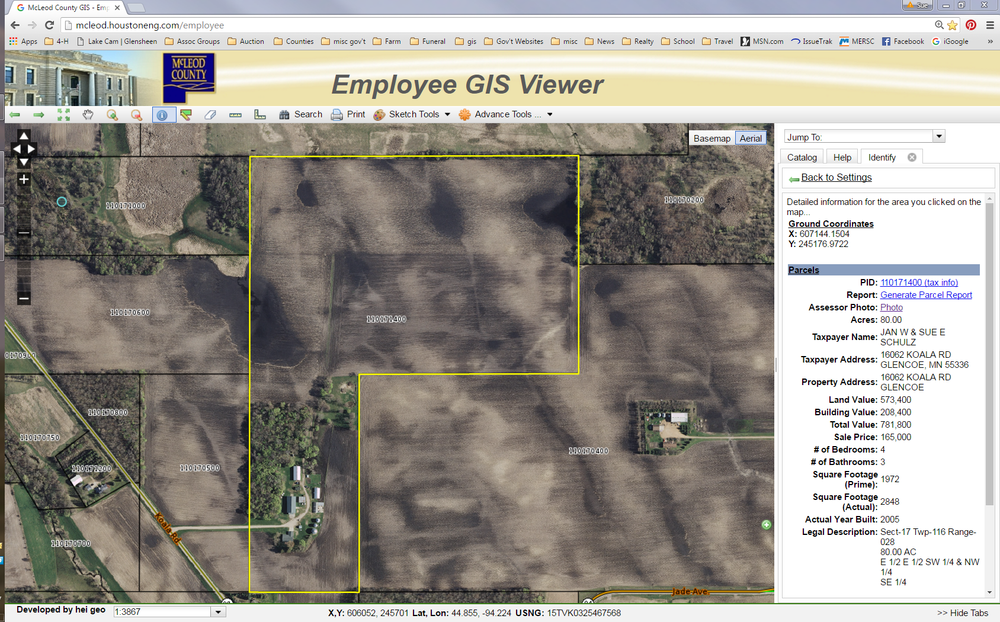 McLeod County GIS - Emp
Sue
mcleod.houstoneng.com/employee
Apps 4-H Lake Cam | Glensheen Assoc Groups Auction Counties misc gov't Farm Funeral gis Gov't Websites misc News Realty School Travel MSN.com IssueTrak MERSC Facebook iGoogle »
McLEOD
COUNTY
Employee GIS Viewer
Search Print Sketch Tools Advance Tools ...
Basemap Aerial
110171000
110170200
110170600
110171400
110170900
110170800
110170750
110171200
110170500
110170400
110170700
Koala Rd
Jade Ave.
Jump To:
Catalog Help Identify
Back to Settings
Detailed information for the area you clicked on the
map...
Ground Coordinates
X: 607144.1504
Y: 245176.9722
Parcels
PID: 110171400 (tax info)
Report: Generate Parcel Report
Assessor Photo: Photo
Acres: 80.00
Taxpayer Name: JAN W & SUE E
SCHULZ
Taxpayer Address: 16062 KOALA RD
GLENCOE, MN 55336
Property Address: 16062 KOALA RD
GLENCOE
Land Value: 573,400
Building Value: 208,400
Total Value: 781,800
Sale Price: 165,000
# of Bedrooms: 4
# of Bathrooms: 3
Square Footage
(Prime): 1972
Square Footage
(Actual): 2848
Actual Year Built: 2005
Legal Description: Sect-17 Twp-116 Range-
028
80.00 AC
E 1/2 E 1/2 SW 1/4 & NW
1/4
SE 1/4
Developed by hei geo 1:3867 X,Y: 606052, 245701 Lat, Lon: 44.855, -94.224 USNG: 15TVK0325467568 >> Hide Tabs